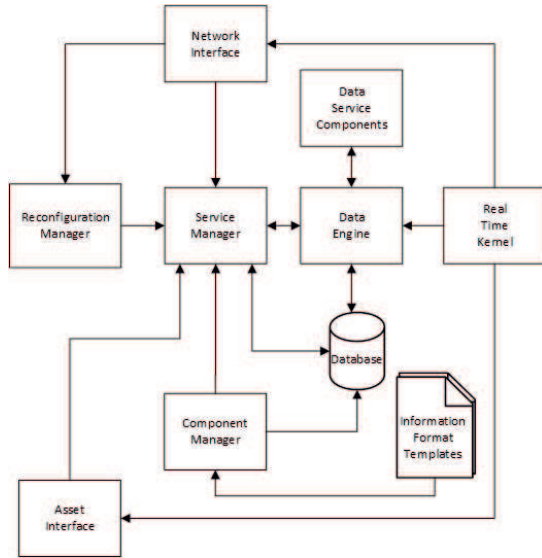 Network
Interface
Data
Service
Components
Reconfiguration
Manager
Service
Manager
Data
Engine
Real
Time
Kernel
Database
Component
Manager
Information
Format
Templates
Asset
Interface